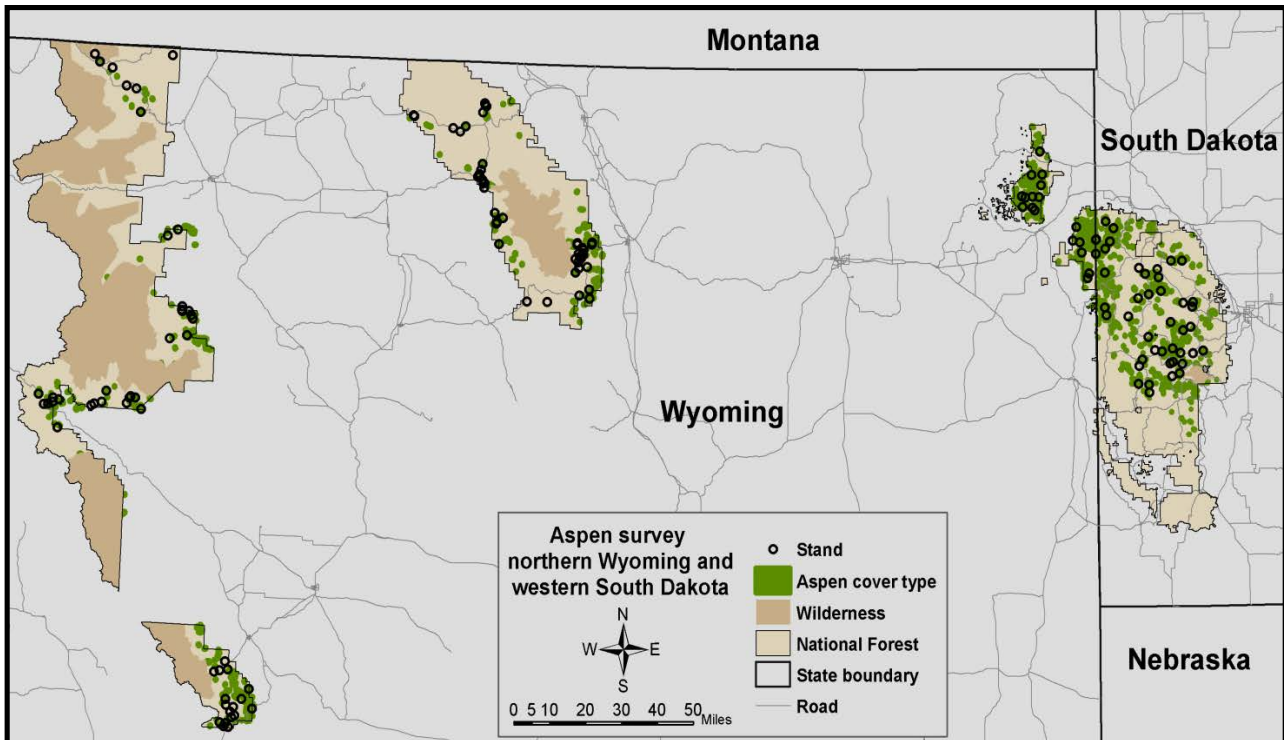 Montana
South Dakota
Wyoming
Nebraska
Aspen survey
northern Wyoming and
western South Dakota
N
W E
S
0 5 10 20 30 40 50
Miles
Stand
Aspen cover type
Wilderness
National Forest
State boundary
Road